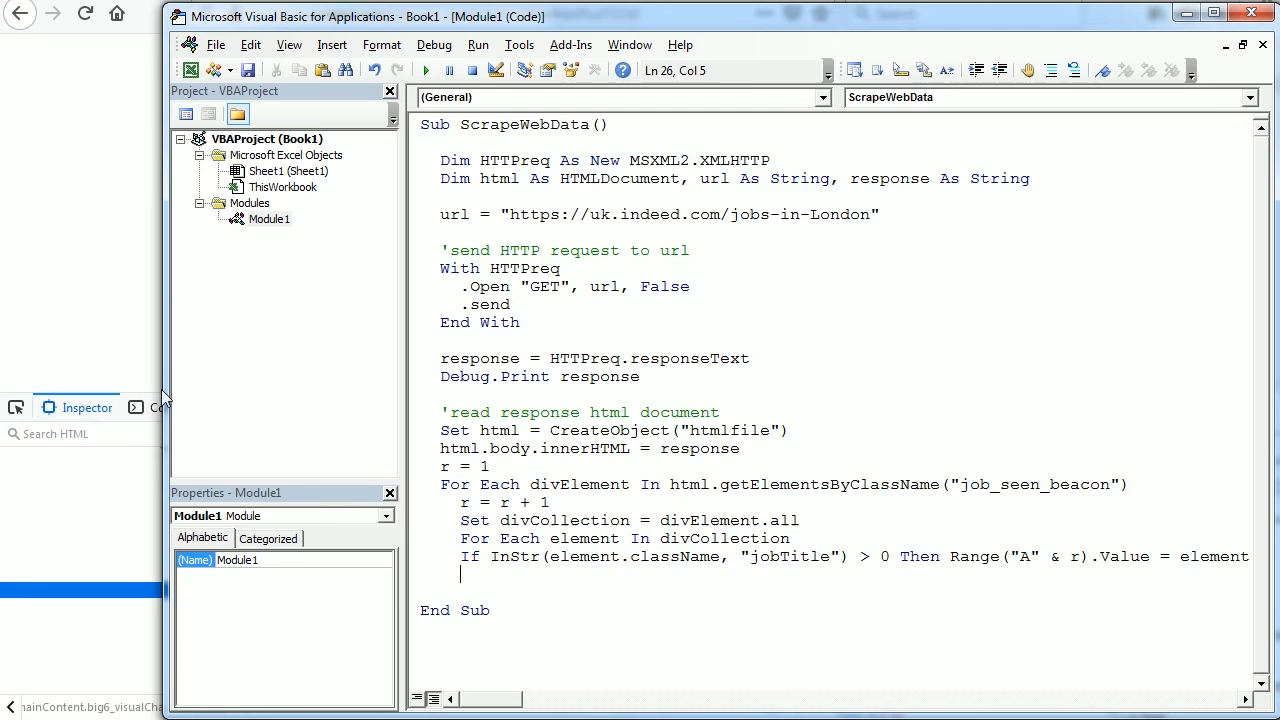 Microsoft Visual Basic for Applications - Book1 - [Module1 (Code)]
File Edit View Insert Format Debug Run Tools Add-Ins Window Help
Ln 26, Col 5
Project - VBAProject
(General)
ScrapeWebData
VBAProject (Book1)
Microsoft Excel Objects
Sheet1 (Sheet1)
ThisWorkbook
Modules
Module1
Sub ScrapeWebData()
Dim HTTPreq As New MSXML2.XMLHTTP
Dim html As HTMLDocument, url As String, response As String
url = "https://uk.indeed.com/jobs-in-London"
'send HTTP request to url
With HTTPreq
.Open "GET", url, False
.send
End With
response = HTTPreq.responseText
Debug.Print response
'read response html document
Set html = CreateObject("htmlfile")
html.body.innerHTML = response
r = 1
For Each divElement In html.getElementsByClassName("job_seen_beacon")
r = r + 1
Set divCollection = divElement.all
For Each element In divCollection
If InStr(element.className, "jobTitle") > 0 Then Range("A" & r).Value = element
End Sub
Inspector
Co
Search HTML
Properties - Module1
Module1 Module
Alphabetic Categorized
(Name) Module1
mainContent.big6_visualCha